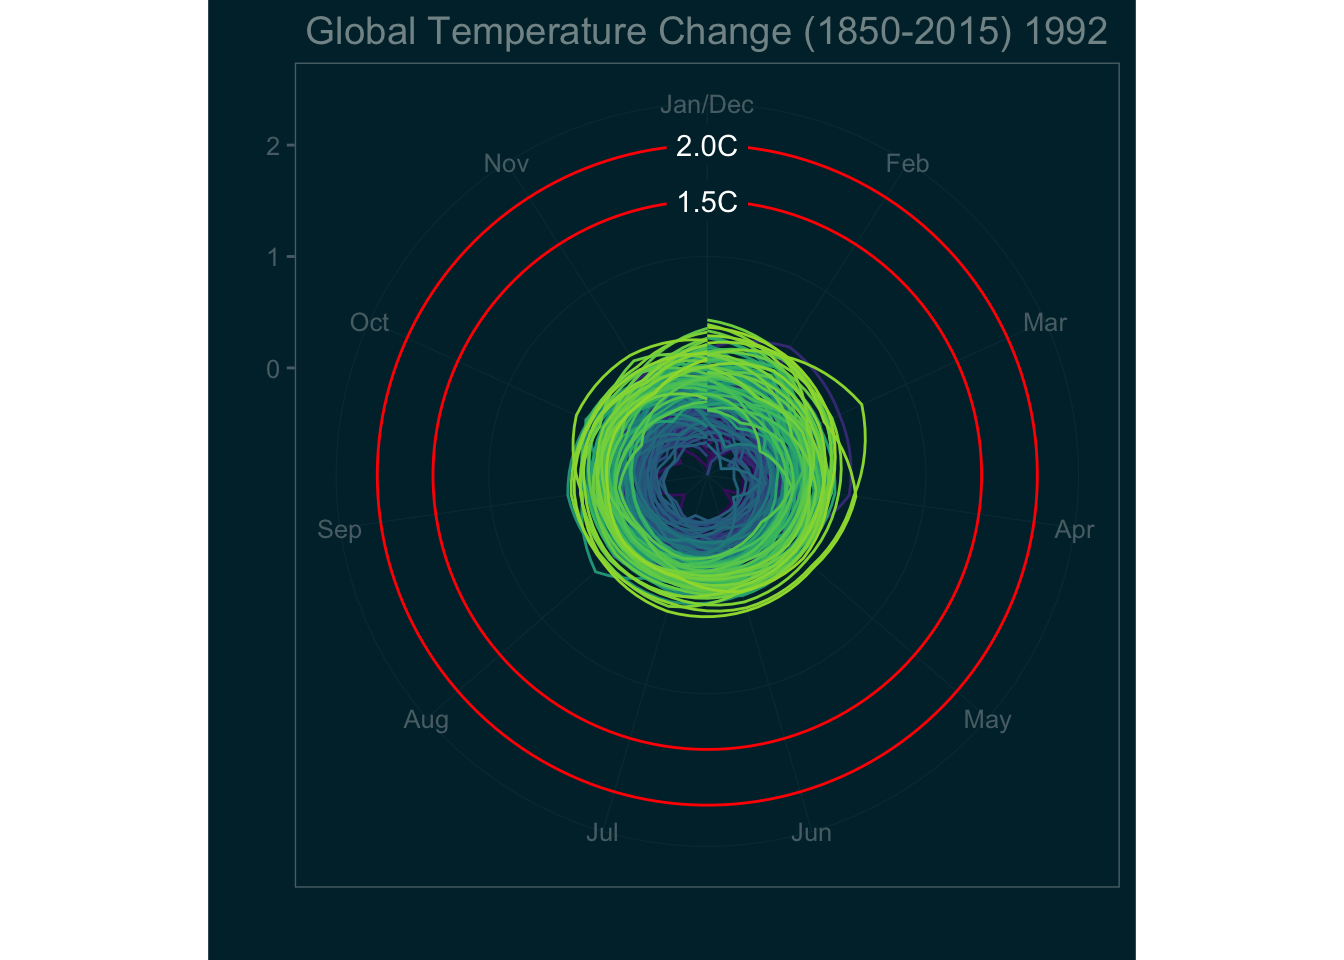 Global Temperature Change (1850-2015) 1992
Jan/Dec
2.0C
2
Nov
Feb
1.5C
1
Oct
Mar
0
Sep
Apr
Aug
May
Jul
Jun